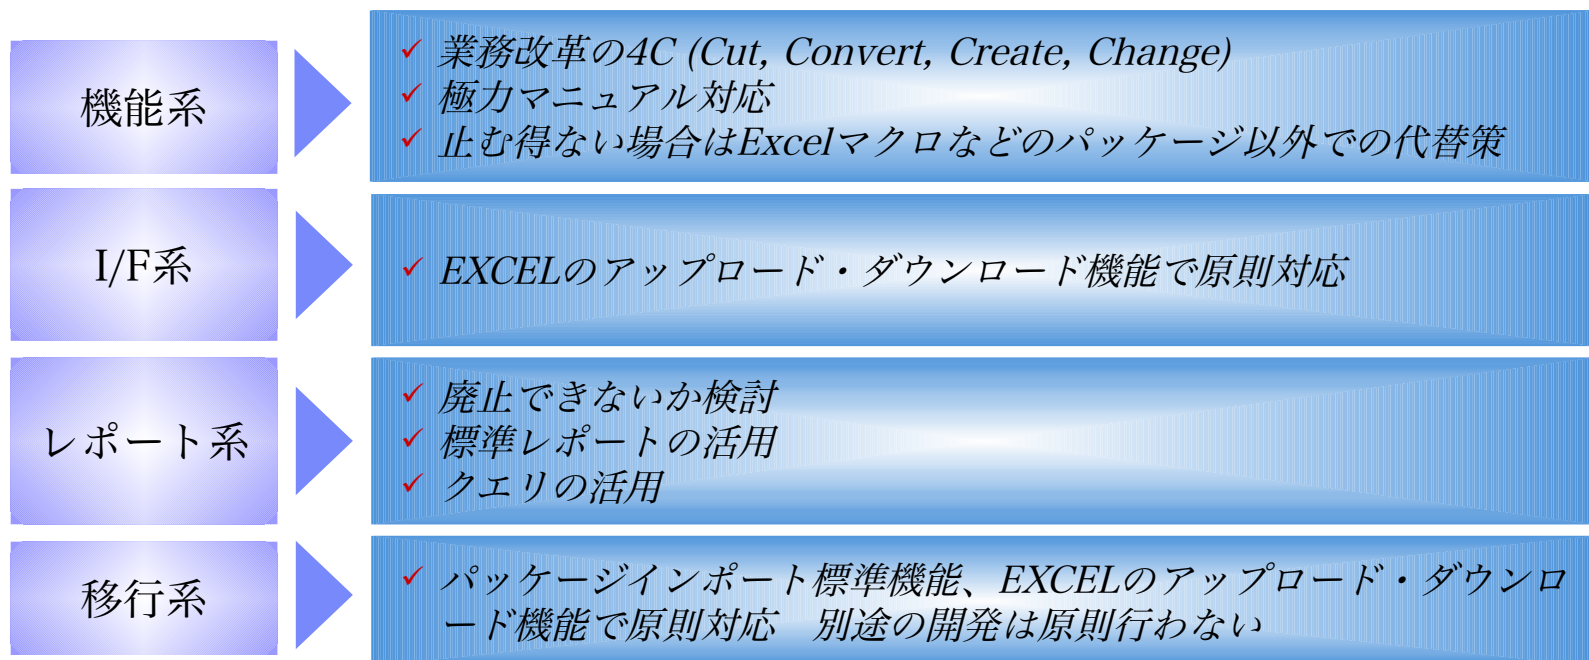 機能系
✓ 業務改革の4C (Cut, Convert, Create, Change)
✓ 極力マニュアル対応
✓ 止む得ない場合はExcelマクロなどのパッケージ以外での代替策
I/F系
✓ EXCELのアップロード・ダウンロード機能で原則対応
レポート系
✓ 廃止できないか検討
✓ 標準レポートの活用
✓ クエリの活用
移行系
✓ パッケージインポート標準機能、EXCELのアップロード・ダウンロ
ード機能で原則対応　別途の開発は原則行わない